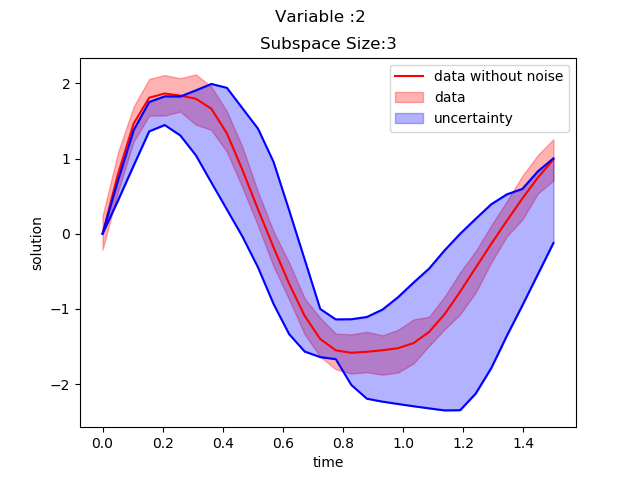 Variable :2
Subspace Size:3
data without noise
data
uncertainty
solution
2
1
0
−1
−2
0.0 0.2 0.4 0.6 0.8 1.0 1.2 1.4
time